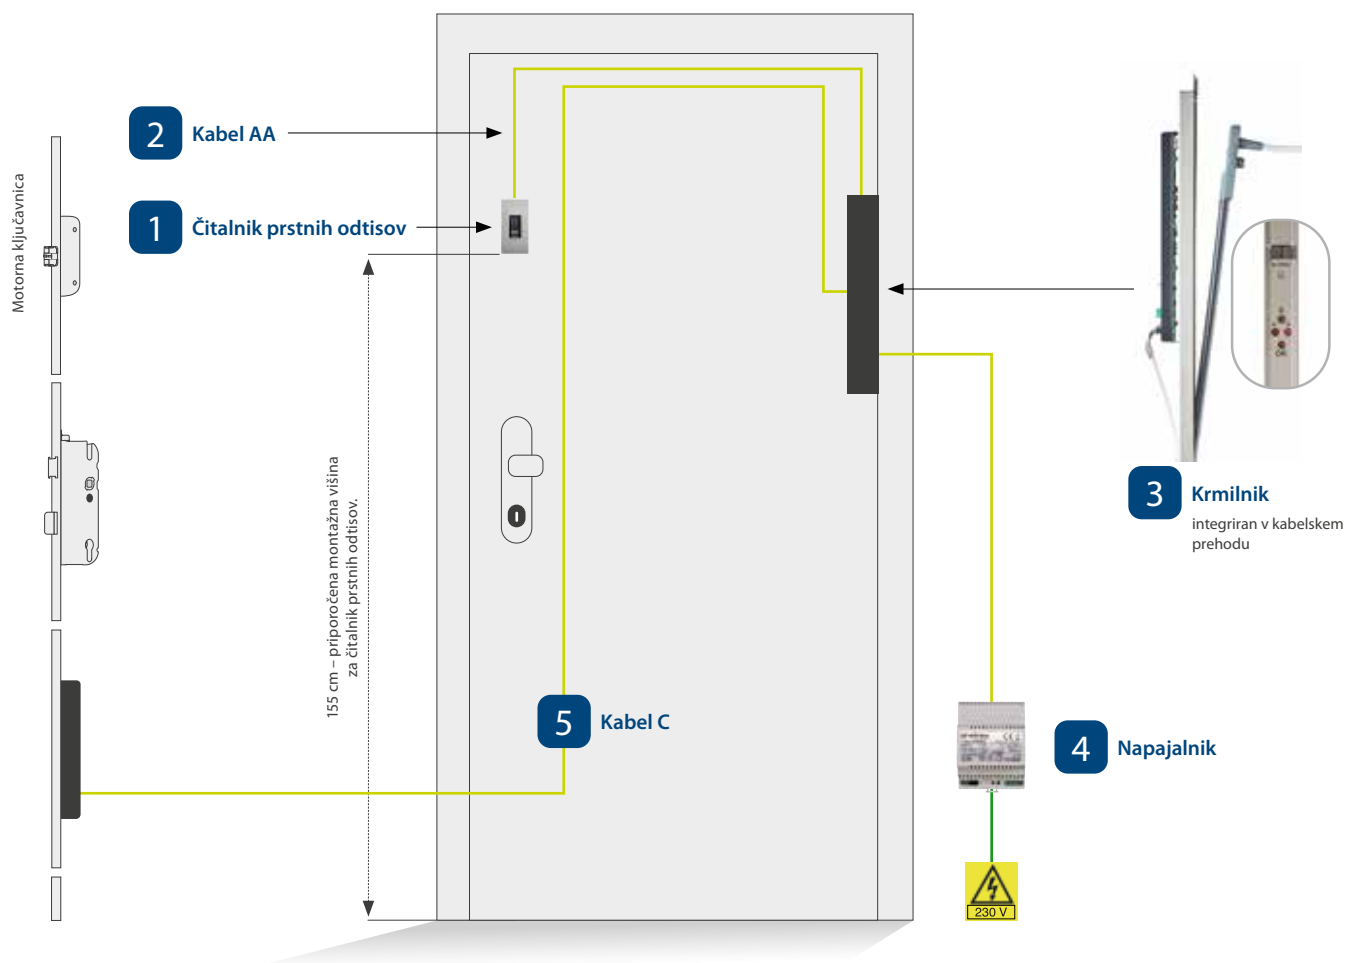 2 Kabel AA
1 Čitalnik prstnih odtisov
Motorna ključavnica
155 cm – priporočena montažna višina
za čitalnik prstnih odtisov.
3 Krmilnik
integriran v kabelskem
prehodu
5 Kabel C
4 Napajalnik
230 V